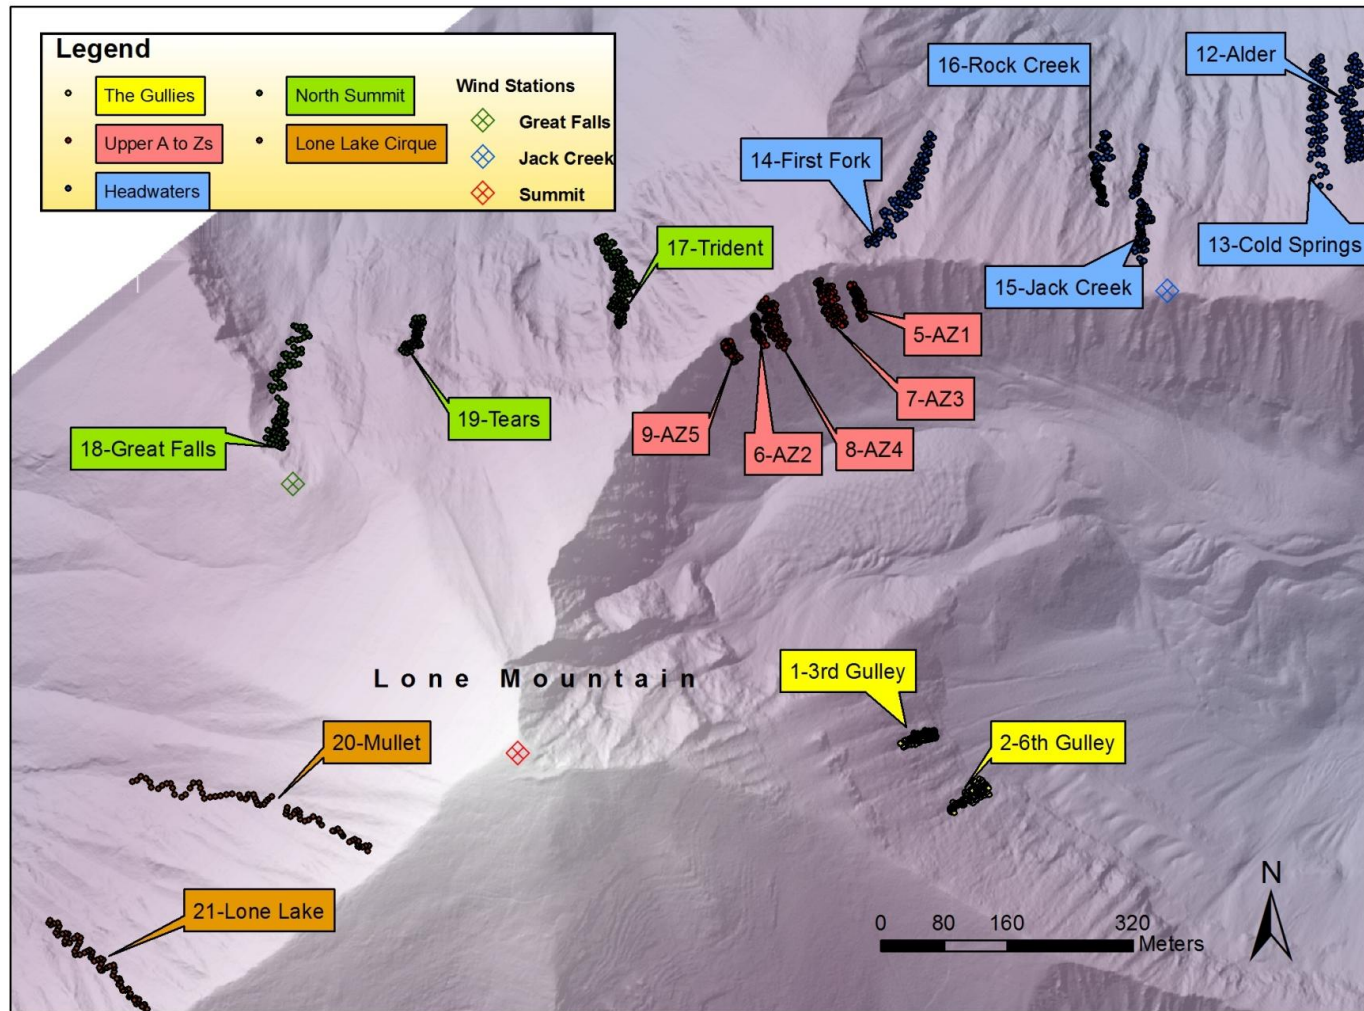 Legend
The Gullies
North Summit
Wind Stations
Great Falls
Upper A to Zs
Lone Lake Cirque
Jack Creek
Headwaters
Summit
16-Rock Creek
12-Alder
14-First Fork
17-Trident
13-Cold Springs
15-Jack Creek
5-AZ1
7-AZ3
19-Tears
9-AZ5
6-AZ2
8-AZ4
18-Great Falls
Lone Mountain
1-3rd Gulley
2-6th Gulley
20-Mullet
21-Lone Lake
N
0 80 160 320
Meters